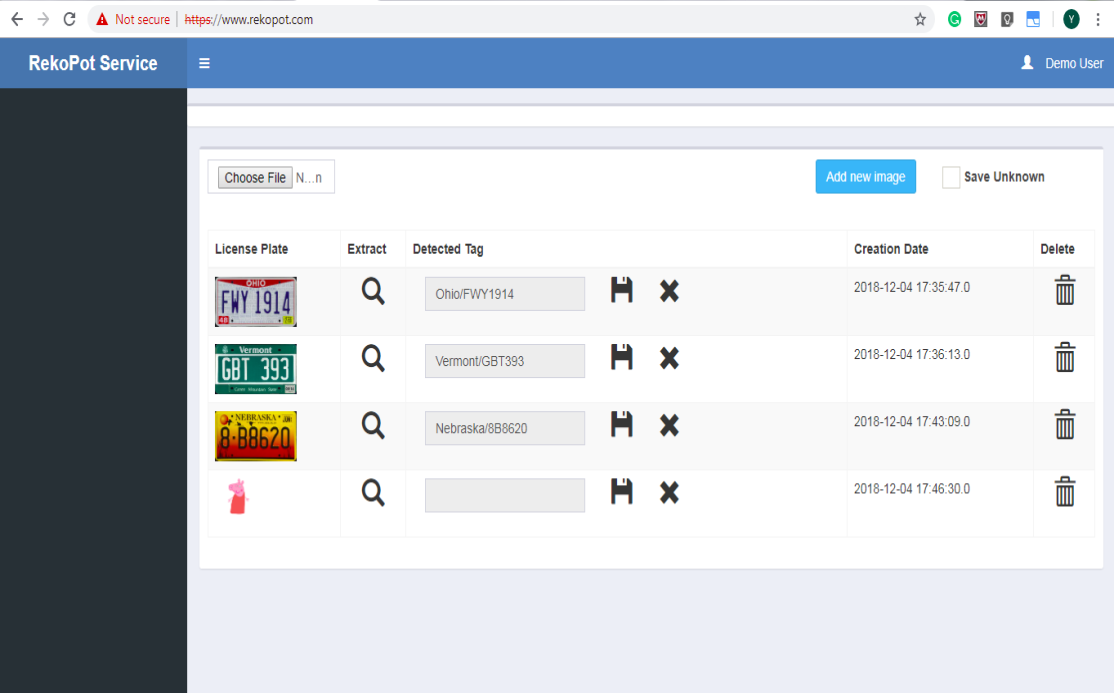 Not secure | https://www.rekopot.com
Y
RekoPot Service
Demo User
Choose File N...n
Add new image
Save Unknown
License Plate Extract Detected Tag Creation Date Delete
OHIO
FWY 1914
Ohio/FWY1914
2018-12-04 17:35:47.0
Vermont
GBT 393
Vermont/GBT393
2018-12-04 17:36:13.0
NEBRASKA
8-B8620
Nebraska/8B8620
2018-12-04 17:43:09.0
2018-12-04 17:46:30.0